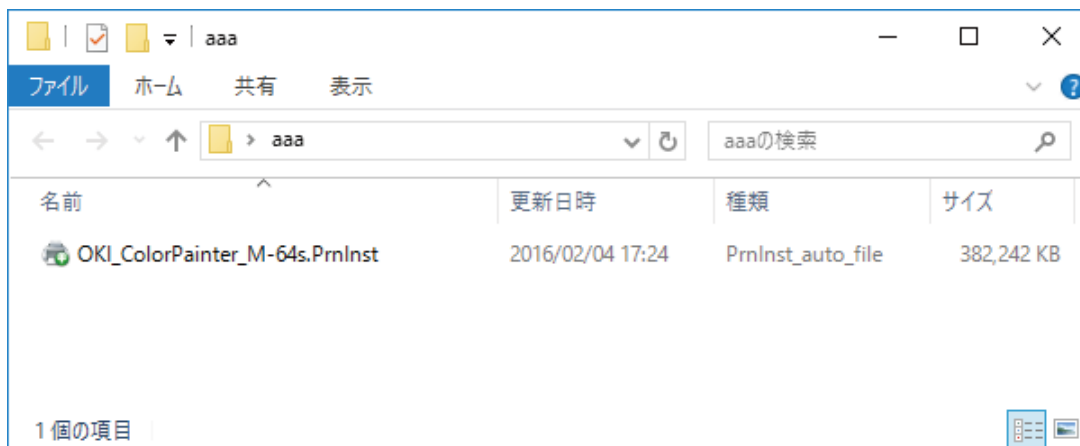 aaa
ファイル ホーム 共有 表示
aaa aaaの検索
名前 更新日時 種類 サイズ
OKI_ColorPainter_M-64s.PrnInst 2016/02/04 17:24 PrnInst_auto_file 382,242 KB
1 個の項目